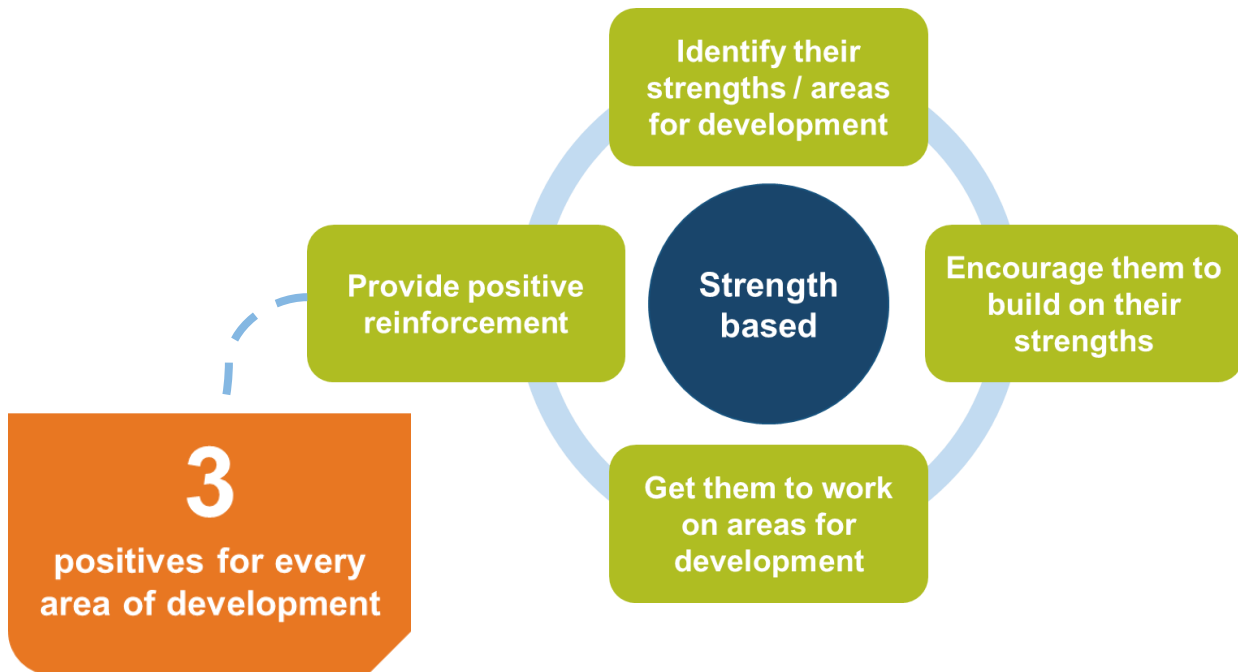 Identify their
strengths / areas
for development
Provide positive
reinforcement
Strength
based
Encourage them to
build on their
strengths
Get them to work
on areas for
development
3
positives for every
area of development